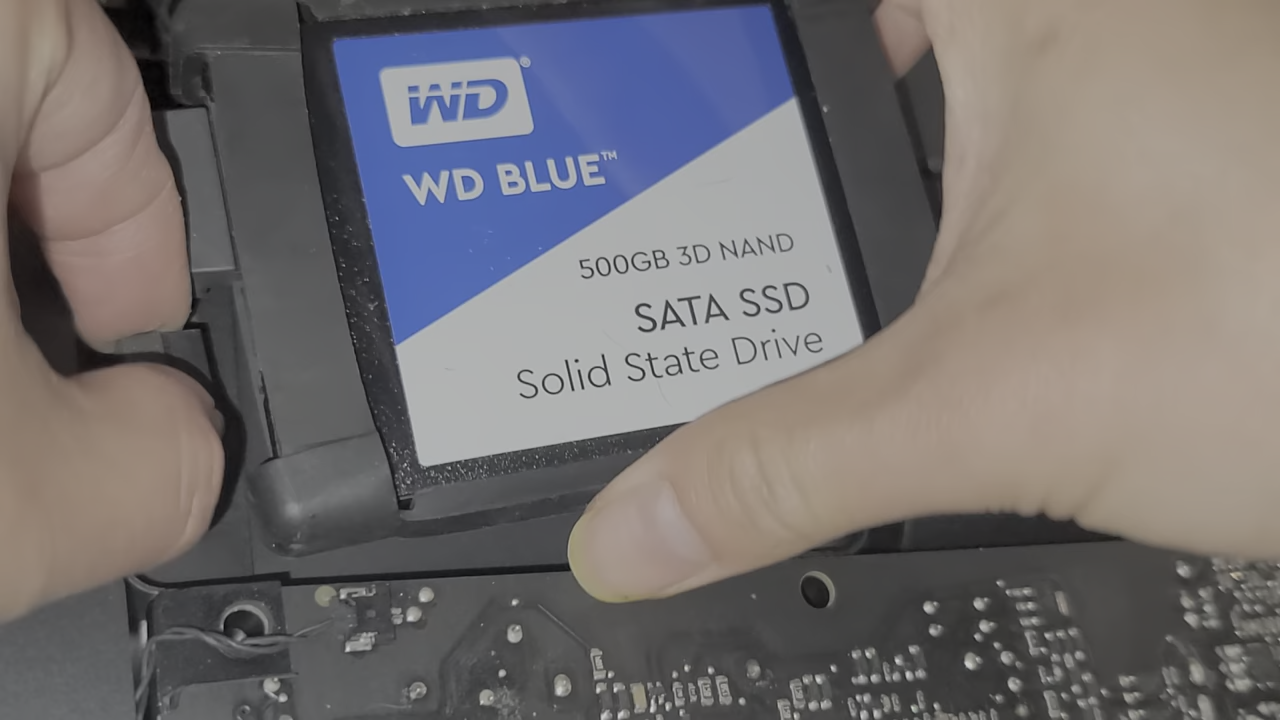 WD®
WD BLUE™
500GB 3D NAND
SATA SSD
Solid State Drive